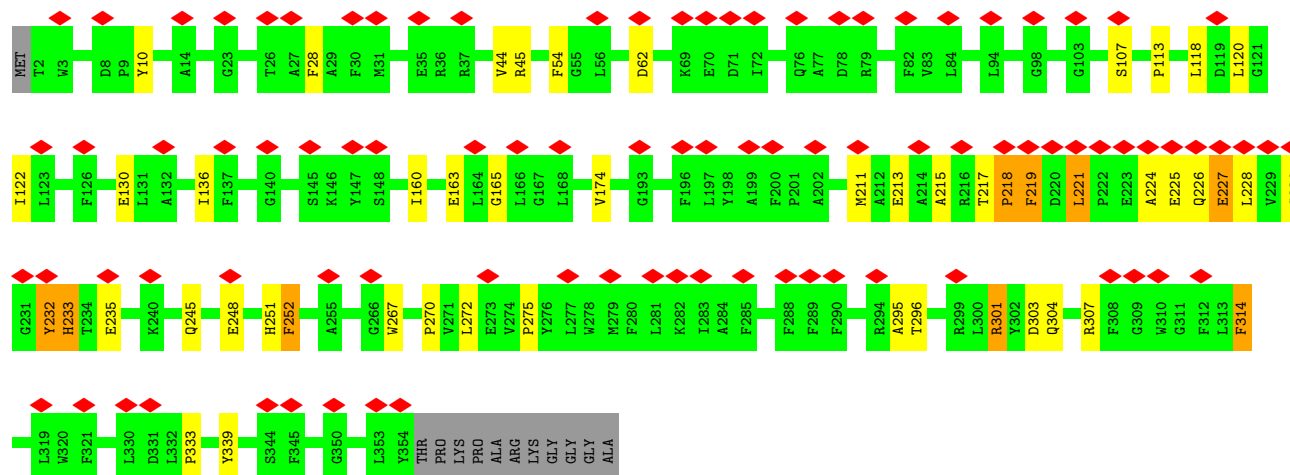 MET T2 W3 D8 P9 Y10 A14 G23 T26 A27 F28 A29 F30 M31 E35 R36 R37 V44 R45 F54 G55 L56 D62 K69 E70 D71 I72 Q76 A77 D78 R79 F82 V83 L84 L94 G98 G103 S107 P113 L118 D119 L120 G121
I122 L123 F126 E130 L131 A132 I136 F137 G140 S145 K146 Y147 S148 I160 E163 L164 G165 L166 G167 L168 V174 G193 F196 L197 Y198 A199 F200 P201 A202 M211 A212 E213 A214 A215 R216 T217 P218 F219 D220 L221 P222 E223 A224 E225 Q226 E227 L228 V229
G231 Y232 H233 T234 E235 K240 Q245 E248 H251 F252 A255 G266 W267 P270 V271 L272 E273 V274 P275 Y276 L277 W278 M279 F280 L281 K282 I283 A284 F285 F288 F289 F290 R294 A295 T296 R299 L300 R301 Y302 D303 Q304 R307 F308 G309 W310 G311 F312 L313 F314
L319 W320 F321 L330 D331 L332 P333 Y339 S344 F345 G350 L353 Y354 THR PRO LYS PRO ALA ARG LYS GLY GLY GLY ALA